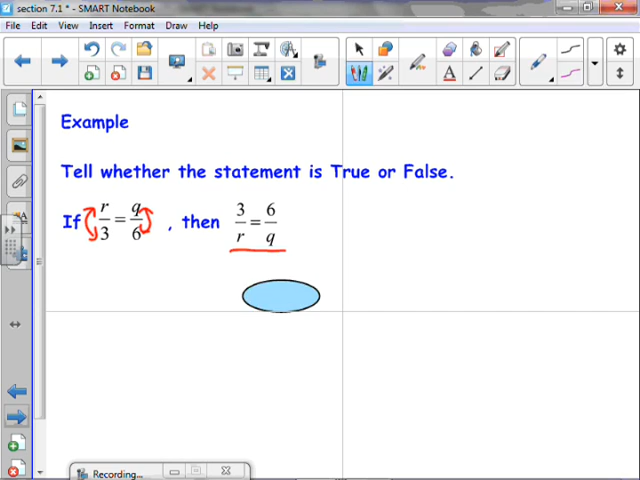 section 7.1 * - SMART Notebook
File Edit View Insert Format Draw Help
Example
Tell whether the statement is True or False.
If r/3 = q/6 , then 3/r = 6/q
Recording...